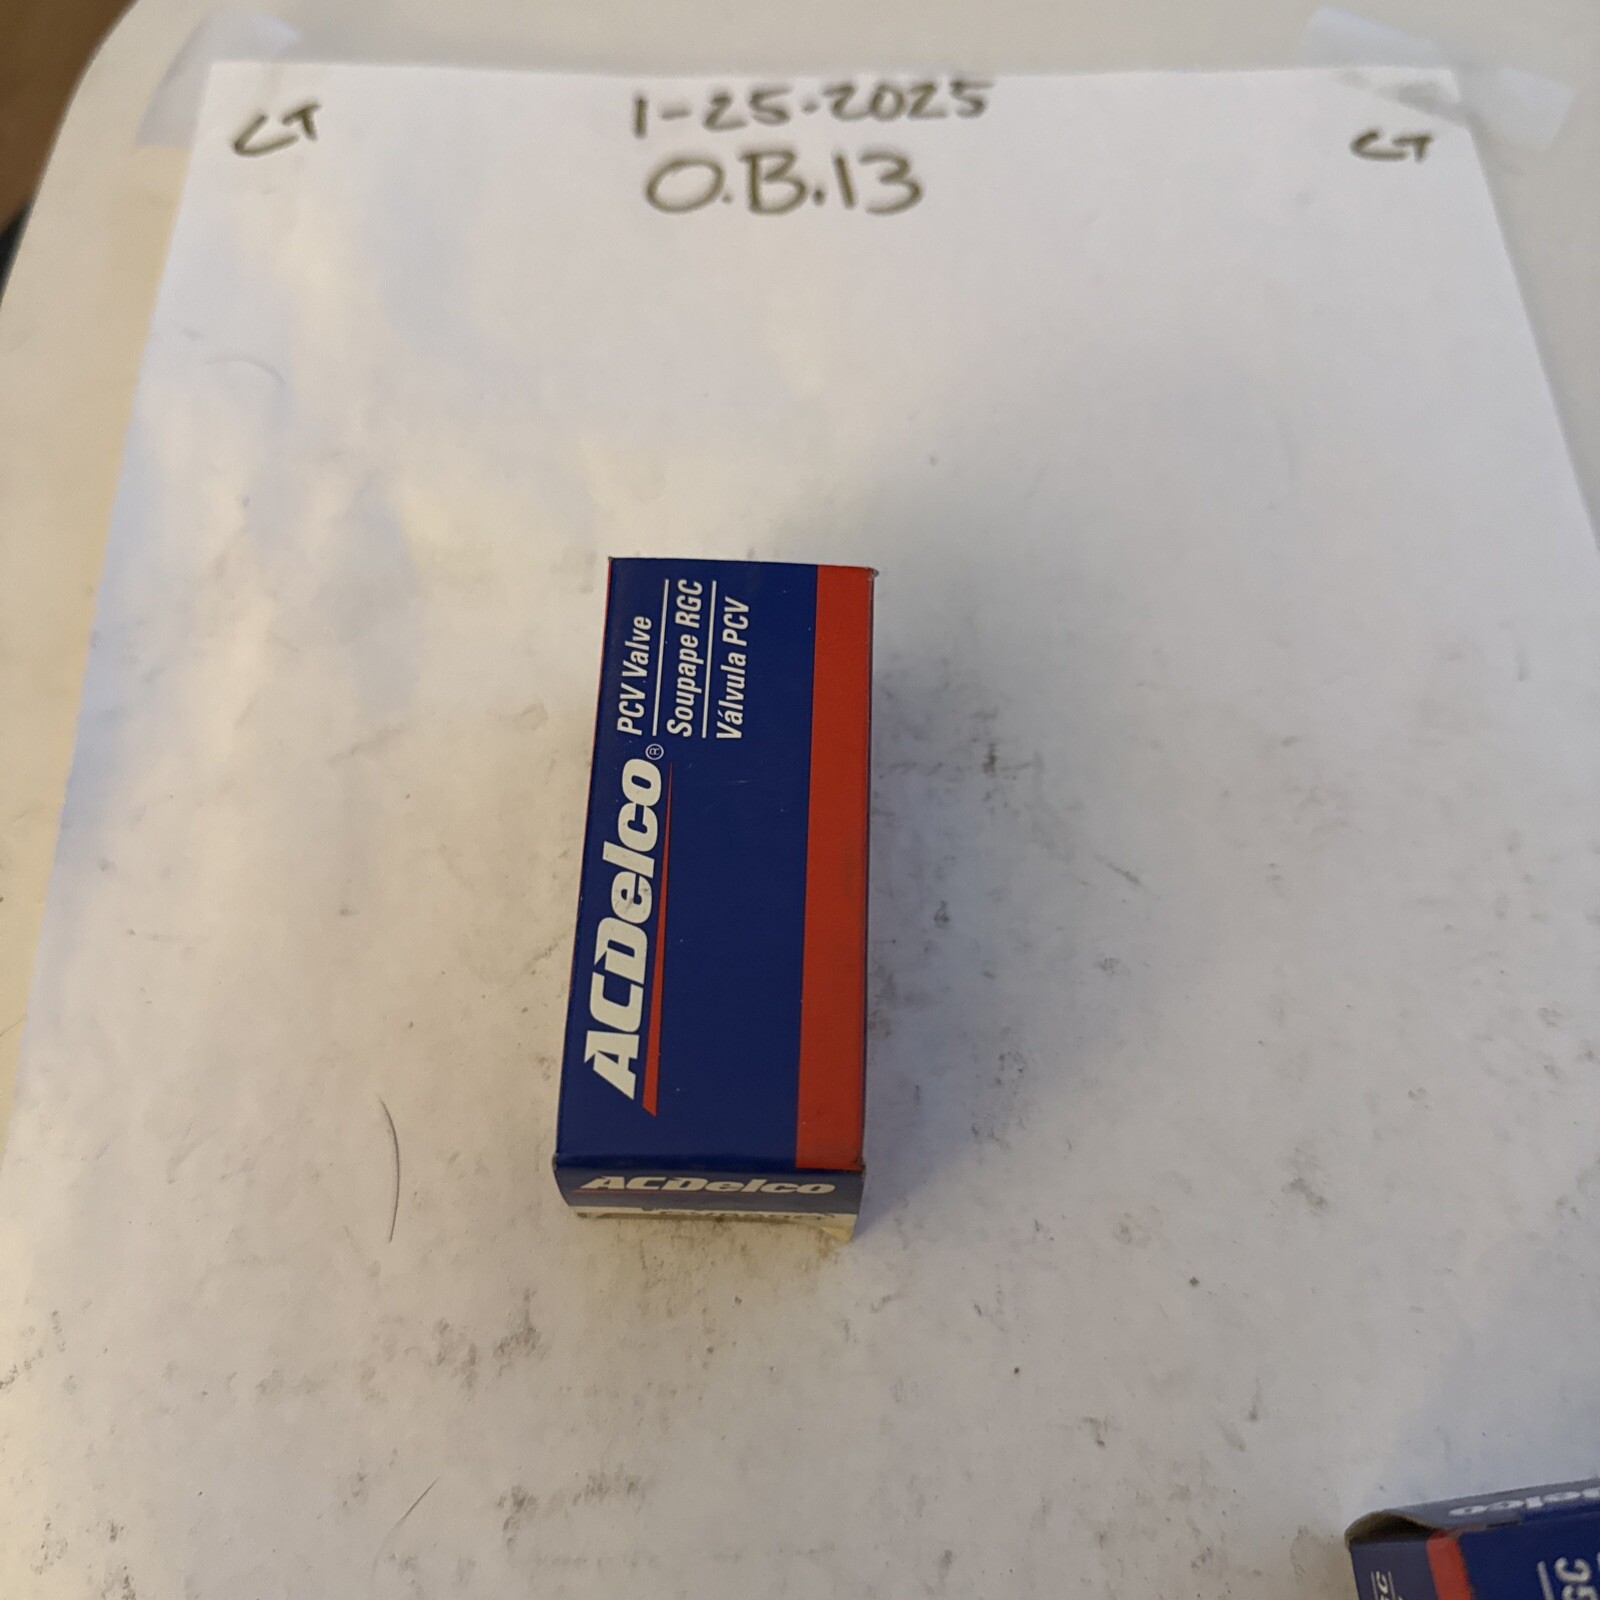 CT
1-25-2025
CT
O.B.13
ACDelco® PCV Valve
Soupape RGC
Válvula PCV
ACDelco